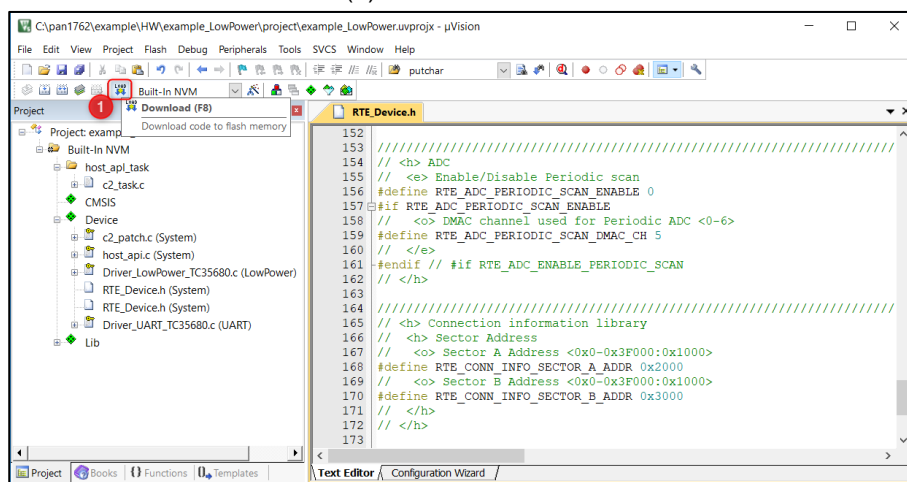 C:\pan1762\example\HW\example_LowPower\project\example_LowPower.uvprojx - µVision
File Edit View Project Flash Debug Peripherals Tools SVCS Window Help
putchar
LOAD Built-In NVM
1
LOAD Download (F8)
Download code to flash memory
Project
Project: examp
Built-In NVM
host_apl_task
c2_task.c
CMSIS
Device
c2_patch.c (System)
host_api.c (System)
Driver_LowPower_TC35680.c (LowPower)
RTE_Device.h (System)
RTE_Device.h (System)
Driver_UART_TC35680.c (UART)
Lib
Project Books {} Functions Templates
RTE_Device.h
152
153 ///////////////////////////////////////////////////////////////////////
154 // <h> ADC
155 // <e> Enable/Disable Periodic scan
156 #define RTE_ADC_PERIODIC_SCAN_ENABLE 0
157 #if RTE_ADC_PERIODIC_SCAN_ENABLE
158 // <o> DMAC channel used for Periodic ADC <0-6>
159 #define RTE_ADC_PERIODIC_SCAN_DMAC_CH 5
160 // </e>
161 #endif // #if RTE_ADC_ENABLE_PERIODIC_SCAN
162 // </h>
163
164 ///////////////////////////////////////////////////////////////////////
165 // <h> Connection information library
166 // <h> Sector Address
167 // <o> Sector A Address <0x0-0x3F000:0x1000>
168 #define RTE_CONN_INFO_SECTOR_A_ADDR 0x2000
169 // <o> Sector B Address <0x0-0x3F000:0x1000>
170 #define RTE_CONN_INFO_SECTOR_B_ADDR 0x3000
171 // </h>
172 // </h>
173
Text Editor Configuration Wizard